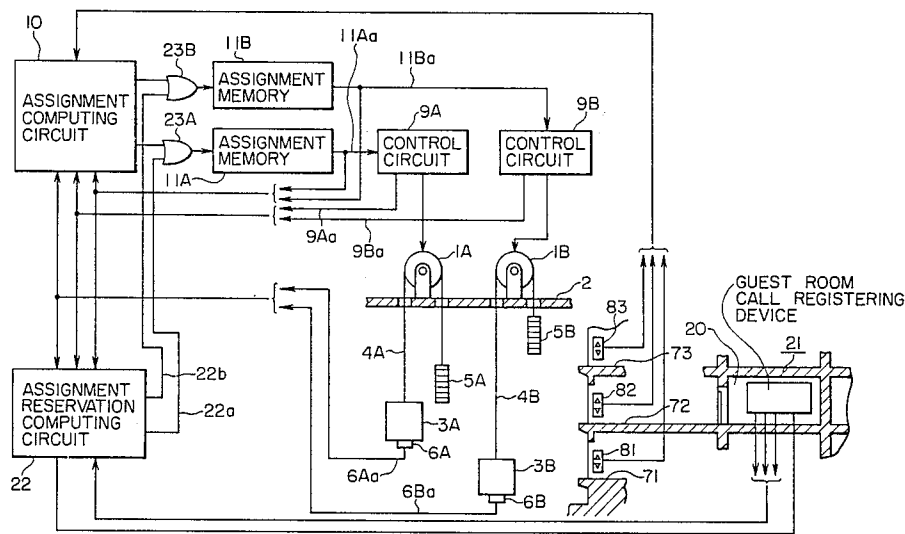 10
23B
11B
11Aa
11Ba
ASSIGNMENT
COMPUTING
CIRCUIT
ASSIGNMENT
MEMORY
23A
9A
9B
ASSIGNMENT
MEMORY
CONTROL
CIRCUIT
CONTROL
CIRCUIT
11A
9Aa
9Ba
1A
1B
2
83
GUEST ROOM
CALL REGISTERING
DEVICE
5B
73
20
21
4A
82
5A
4B
72
ASSIGNMENT
RESERVATION
COMPUTING
CIRCUIT
22b
22a
3A
81
6A
3B
22
6Aa
6B
71
6Ba